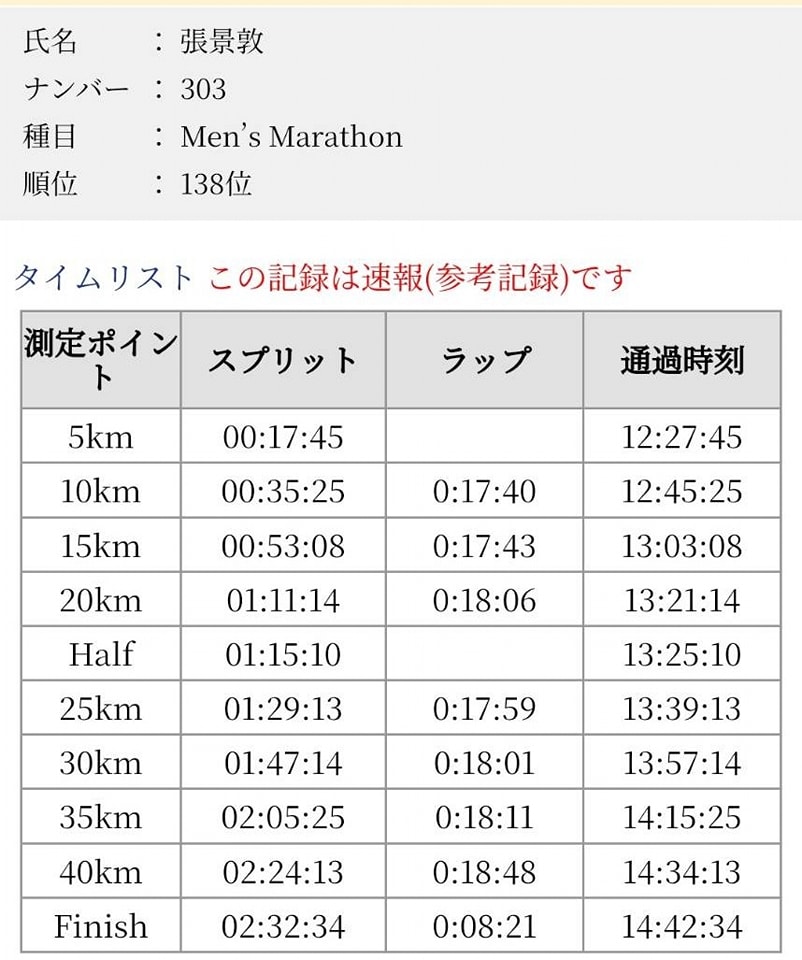 氏名 : 張景敦
ナンバー : 303
種目 : Men’s Marathon
順位 : 138位
タイムリスト この記録は速報(参考記録)です
測定ポイント スプリット ラップ 通過時刻
5km 00:17:45 12:27:45
10km 00:35:25 0:17:40 12:45:25
15km 00:53:08 0:17:43 13:03:08
20km 01:11:14 0:18:06 13:21:14
Half 01:15:10 13:25:10
25km 01:29:13 0:17:59 13:39:13
30km 01:47:14 0:18:01 13:57:14
35km 02:05:25 0:18:11 14:15:25
40km 02:24:13 0:18:48 14:34:13
Finish 02:32:34 0:08:21 14:42:34